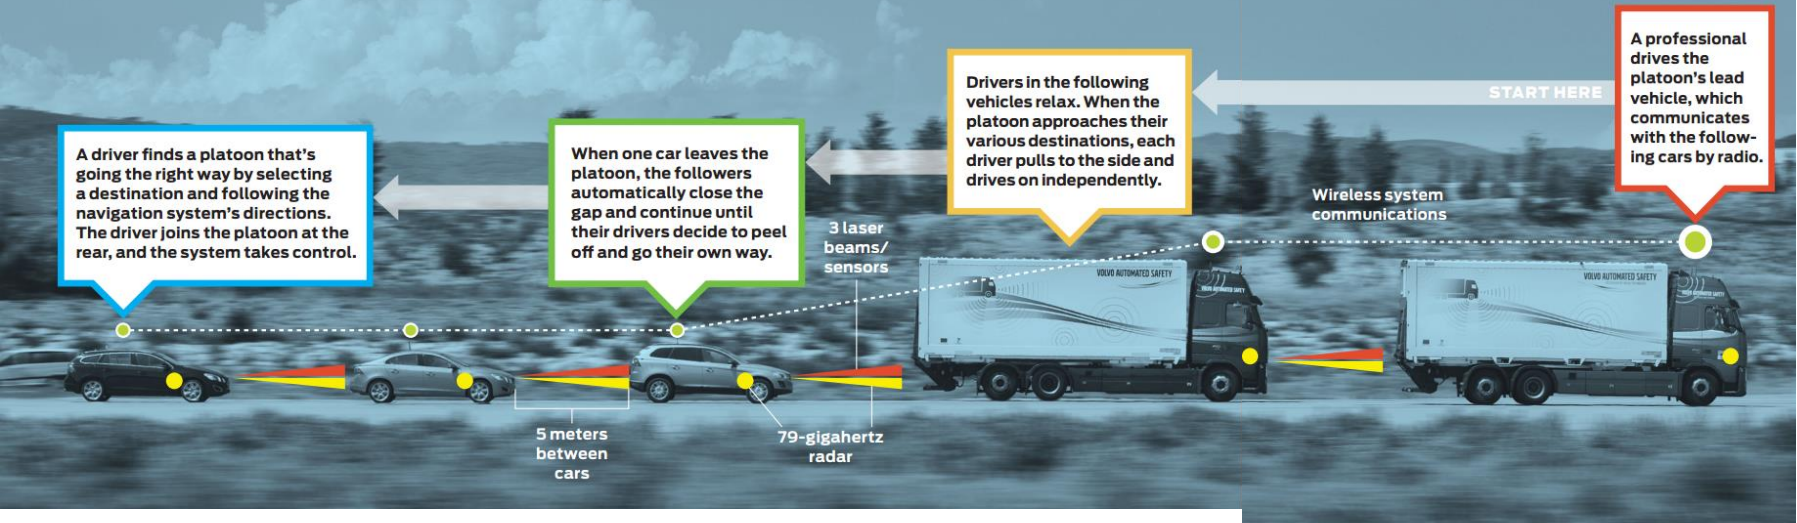 A professional
drives the
platoon's lead
vehicle, which
communicates
with the follow-
ing cars by radio.
START HERE
Drivers in the following
vehicles relax. When the
platoon approaches their
various destinations, each
driver pulls to the side and
drives on independently.
When one car leaves the
platoon, the followers
automatically close the
gap and continue until
their drivers decide to peel
off and go their own way.
A driver finds a platoon that's
going the right way by selecting
a destination and following the
navigation system's directions.
The driver joins the platoon at the
rear, and the system takes control.
Wireless system
communications
3 laser
beams/
sensors
VOLVO AUTOMATED SAFETY
VOLVO AUTOMATED SAFETY
VOLVO AUTOMATED SAFETY
VOLVO AUTOMATED SAFETY
5 meters
between
cars
79-gigahertz
radar